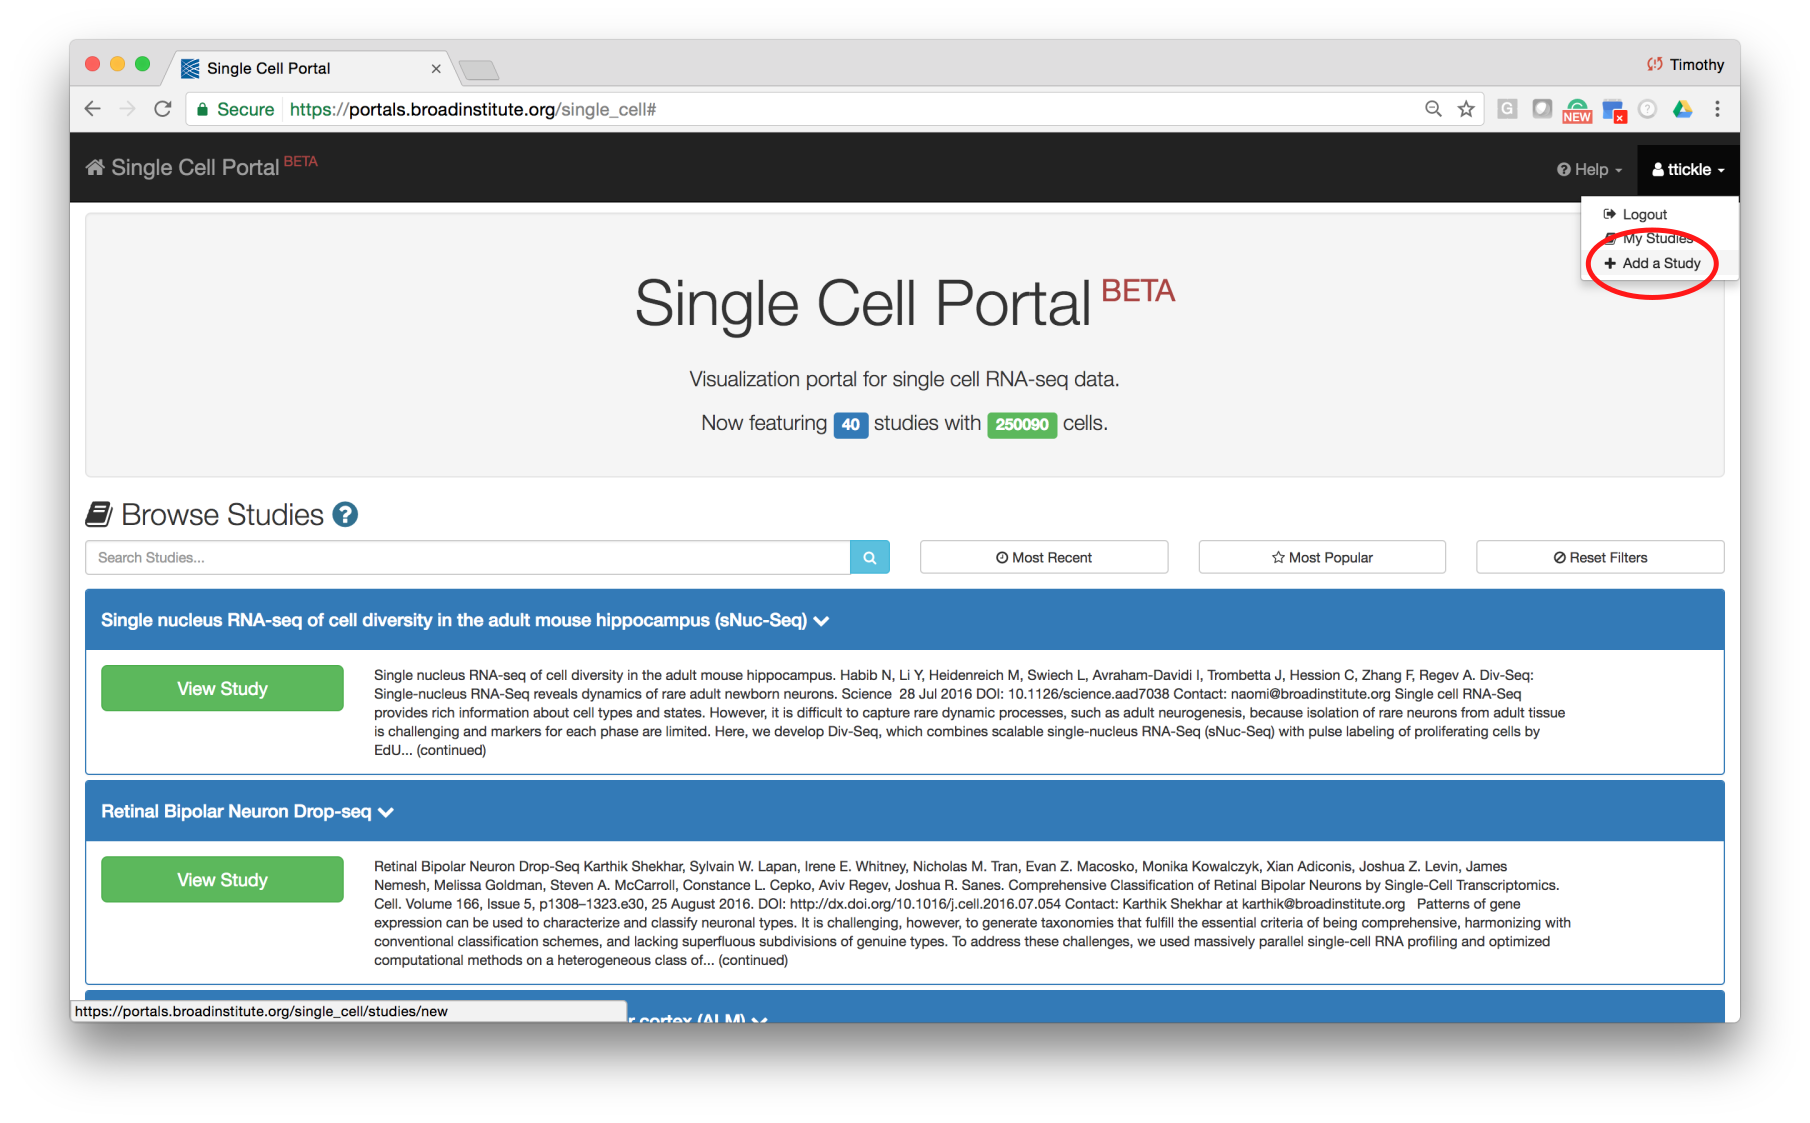 Single Cell Portal
Timothy
Secure https://portals.broadinstitute.org/single_cell#
G
NEW
Single Cell Portal BETA
Help
ttickle
Logout
My Studies
Add a Study
Single Cell Portal BETA
Visualization portal for single cell RNA-seq data.
Now featuring 40 studies with 250090 cells.
Browse Studies ?
Search Studies...
Most Recent
Most Popular
Reset Filters
Single nucleus RNA-seq of cell diversity in the adult mouse hippocampus (sNuc-Seq)
View Study
Single nucleus RNA-seq of cell diversity in the adult mouse hippocampus. Habib N, Li Y, Heidenreich M, Swiech L, Avraham-Davidi I, Trombetta J, Hession C, Zhang F, Regev A. Div-Seq:
Single-nucleus RNA-Seq reveals dynamics of rare adult newborn neurons. Science 28 Jul 2016 DOI: 10.1126/science.aad7038 Contact: naomi@broadinstitute.org Single cell RNA-Seq
provides rich information about cell types and states. However, it is difficult to capture rare dynamic processes, such as adult neurogenesis, because isolation of rare neurons from adult tissue
is challenging and markers for each phase are limited. Here, we develop Div-Seq, which combines scalable single-nucleus RNA-Seq (sNuc-Seq) with pulse labeling of proliferating cells by
EdU... (continued)
Retinal Bipolar Neuron Drop-seq
View Study
Retinal Bipolar Neuron Drop-Seq Karthik Shekhar, Sylvain W. Lapan, Irene E. Whitney, Nicholas M. Tran, Evan Z. Macosko, Monika Kowalczyk, Xian Adiconis, Joshua Z. Levin, James
Nemesh, Melissa Goldman, Steven A. McCarroll, Constance L. Cepko, Aviv Regev, Joshua R. Sanes. Comprehensive Classification of Retinal Bipolar Neurons by Single-Cell Transcriptomics.
Cell. Volume 166, Issue 5, p1308–1323.e30, 25 August 2016. DOI: http://dx.doi.org/10.1016/j.cell.2016.07.054 Contact: Karthik Shekhar at karthik@broadinstitute.org Patterns of gene
expression can be used to characterize and classify neuronal types. It is challenging, however, to generate taxonomies that fulfill the essential criteria of being comprehensive, harmonizing with
conventional classification schemes, and lacking superfluous subdivisions of genuine types. To address these challenges, we used massively parallel single-cell RNA profiling and optimized
computational methods on a heterogeneous class of... (continued)
r cortex (ALM)
https://portals.broadinstitute.org/single_cell/studies/new